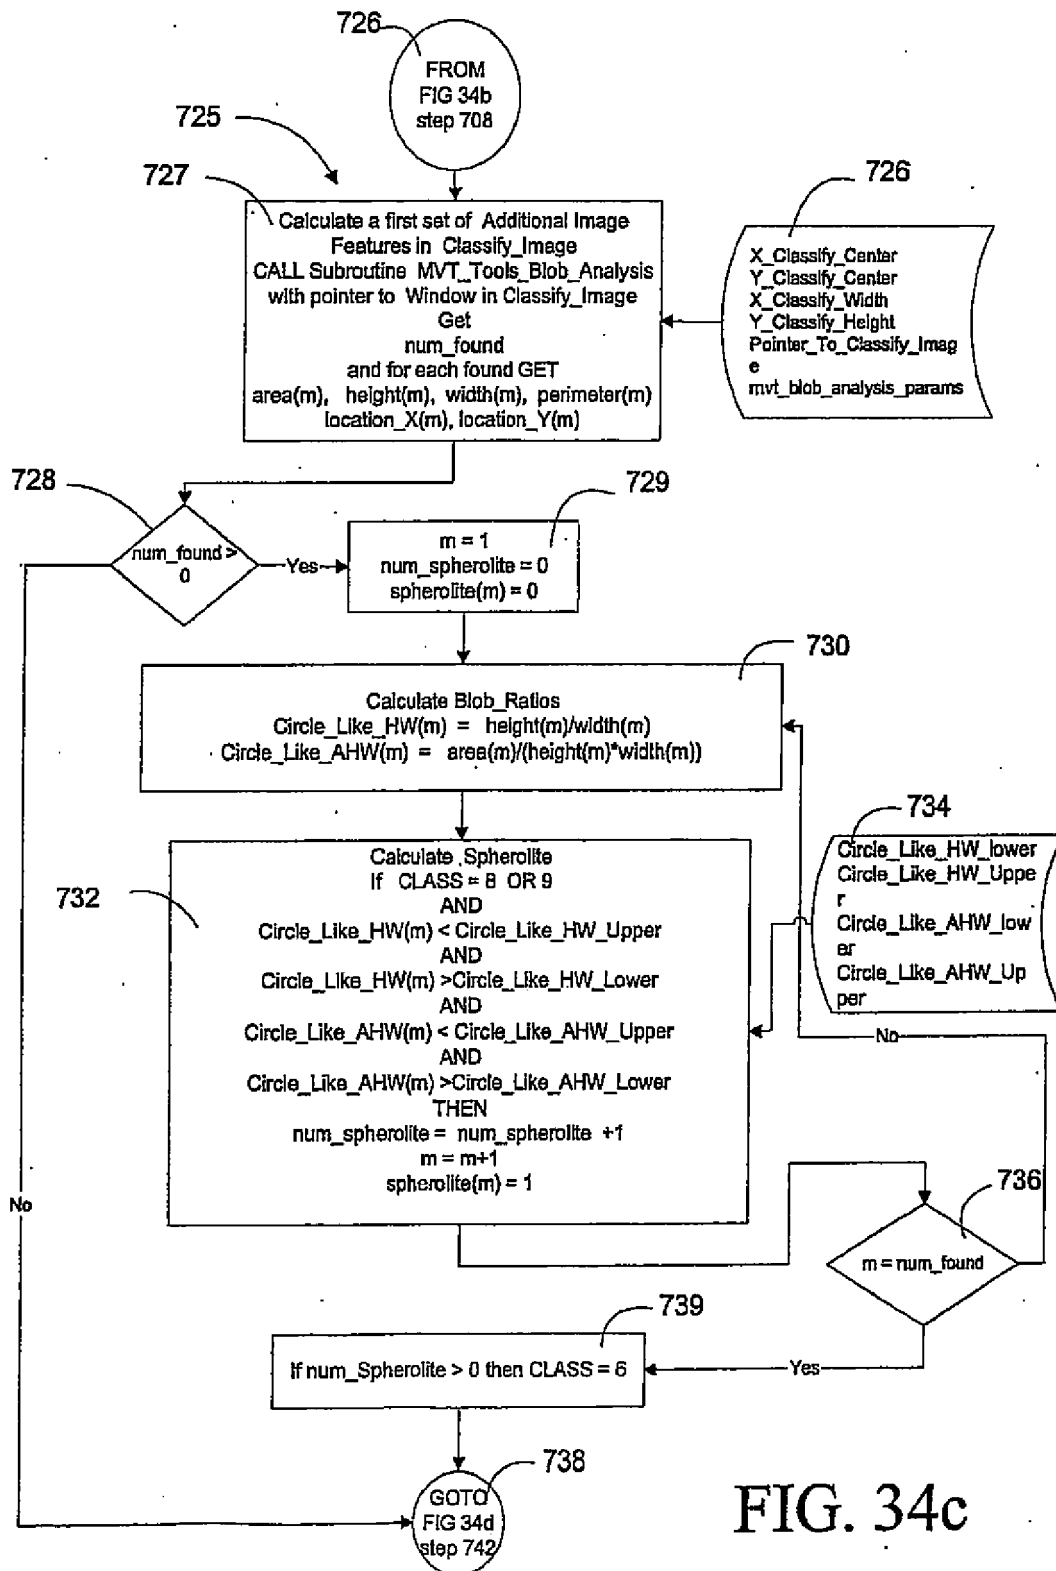 726
FROM
FIG 34b
step 708
725
727
Calculate a first set of Additional Image
Features in Classify_Image
CALL Subroutine MVT_Tools_Blob_Analysis
with pointer to Window in Classify_Image
Get
num_found
and for each found GET
area(m), height(m), width(m), perimeter(m)
location_X(m), location_Y(m)
726
X_Classify_Center
Y_Classify_Center
X_Classify_Width
Y_Classify_Height
Pointer_To_Classify_Imag
e
mvt_blob_analysis_params
728
num_found >
0
Yes
729
m = 1
num_spherolite = 0
spherolite(m) = 0
730
Calculate Blob_Ratios
Circle_Like_HW(m) = height(m)/width(m)
Circle_Like_AHW(m) = area(m)/(height(m)*width(m))
732
Calculate Spherolite
If CLASS = 8 OR 9
AND
Circle_Like_HW(m) < Circle_Like_HW_Upper
AND
Circle_Like_HW(m) >Circle_Like_HW_Lower
AND
Circle_Like_AHW(m) < Circle_Like_AHW_Upper
AND
Circle_Like_AHW(m) >Circle_Like_AHW_Lower
THEN
num_spherolite = num_spherolite +1
m = m+1
spherolite(m) = 1
734
Circle_Like_HW_lower
Circle_Like_HW_Uppe
r
Circle_Like_AHW_low
er
Circle_Like_AHW_Up
per
No
No
736
m = num_found
739
If num_Spherolite > 0 then CLASS = 6
Yes
738
GOTO
FIG 34d
step 742
FIG. 34c